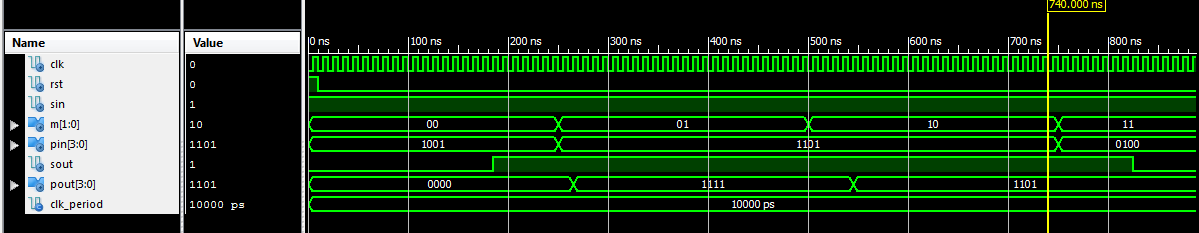 740.000 ns
Name Value 0 ns 100 ns 200 ns 300 ns 400 ns 500 ns 600 ns 700 ns 800 ns
clk 0
rst 0
sin 1
m[1:0] 10 00 01 10 11
pin[3:0] 1101 1001 1101 0100
sout 1
pout[3:0] 1101 0000 1111 1101
clk_period 10000 ps 10000 ps